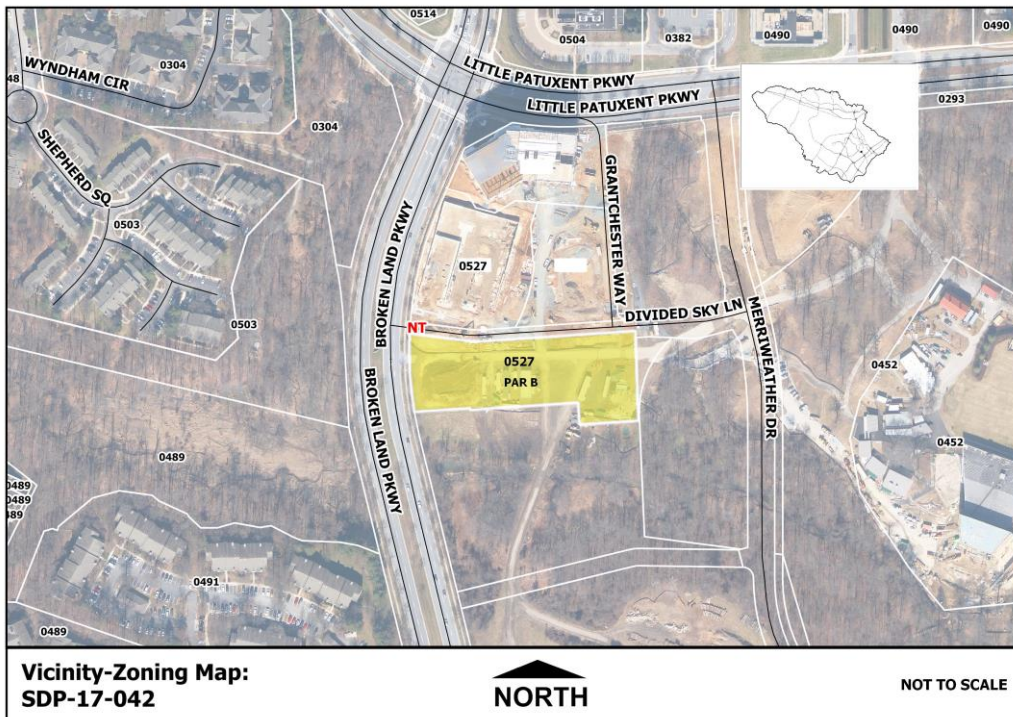 0514
0504
0382
0490
0490
0490
WYNDHAM CIR
0304
LITTLE PATUXENT PKWY
LITTLE PATUXENT PKWY
48
0304
0293
SHEPHERD SQ
0503
0503
BROKEN LAND PKWY
0527
GRANTCHESTER WAY
DIVIDED SKY LN
MERRIWEATHER DR
NT
0527
PAR B
0452
0452
BROKEN LAND PKWY
0489
0489
0489
489
0491
0489
Vicinity-Zoning Map:
SDP-17-042
NORTH
NOT TO SCALE